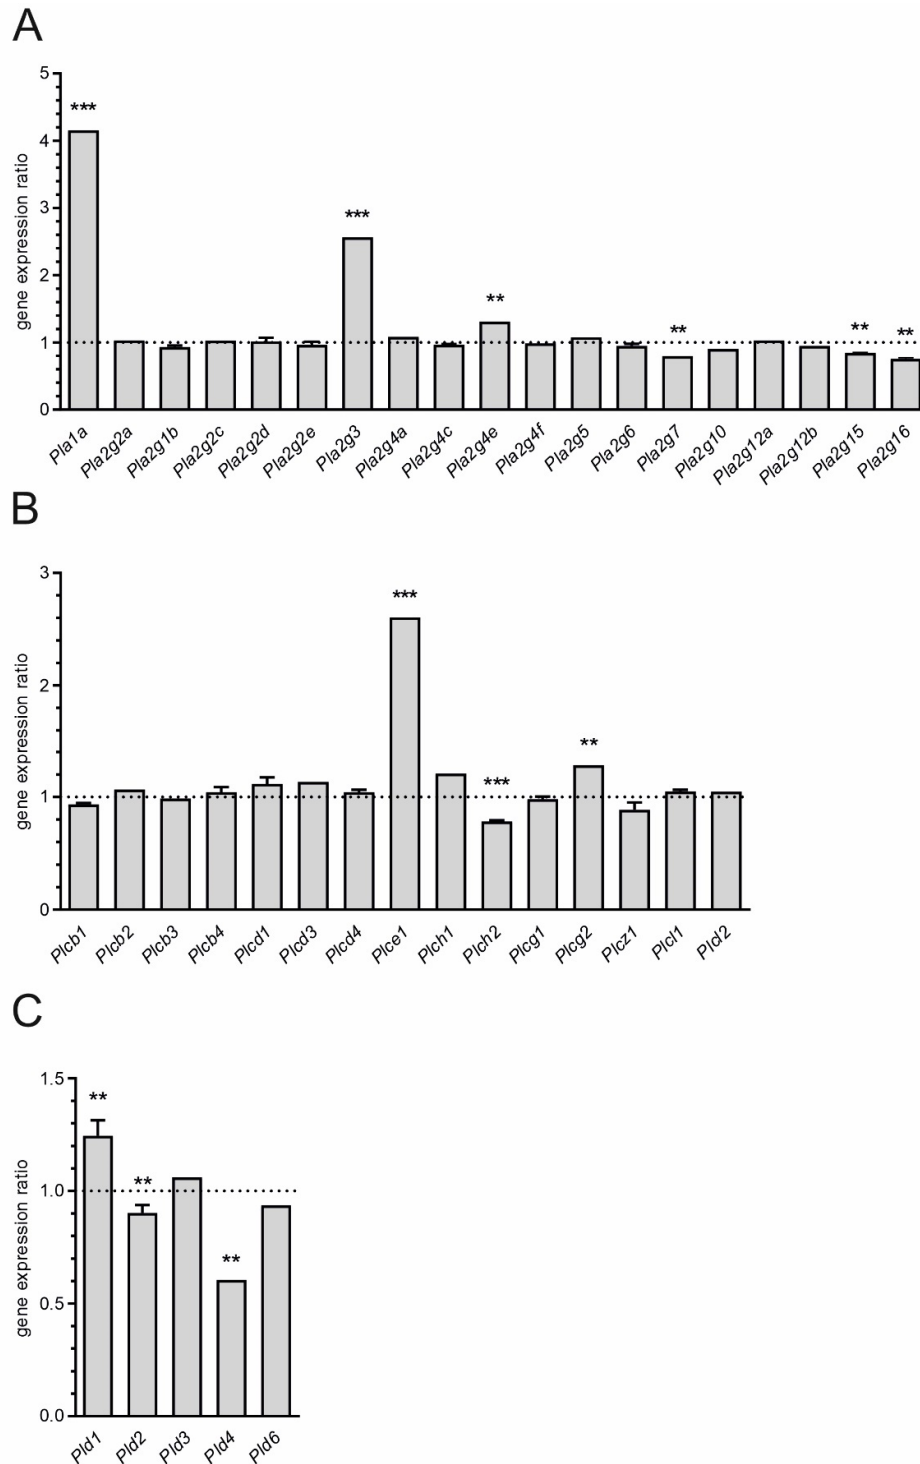 A
gene expression ratio
5
4
3
2
1
0
***
***
**
**
**
**
Pla1a
Pla2g2a
Pla2g1b
Pla2g2c
Pla2g2d
Pla2g2e
Pla2g3
Pla2g4a
Pla2g4c
Pla2g4e
Pla2g4f
Pla2g5
Pla2g6
Pla2g7
Pla2g10
Pla2g12a
Pla2g12b
Pla2g15
Pla2g16
B
gene expression ratio
3
2
1
0
***
***
**
Plcb1
Plcb2
Plcb3
Plcb4
Plcd1
Plcd3
Plcd4
Plce1
Plch1
Plch2
Plcg1
Plcg2
Plcz1
Plcl1
Pld2
C
gene expression ratio
1.5
1.0
0.5
0.0
**
**
**
Pld1
Pld2
Pld3
Pld4
Pld6